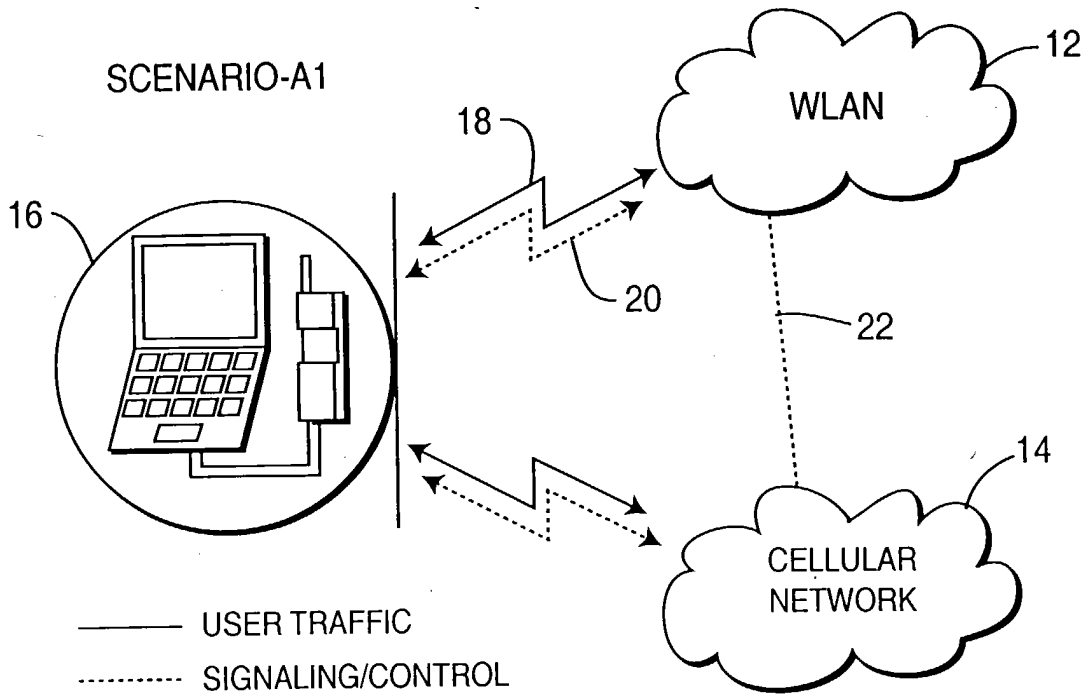 SCENARIO-A1
12
WLAN
18
16
20
22
14
CELLULAR
NETWORK
USER TRAFFIC
SIGNALING/CONTROL